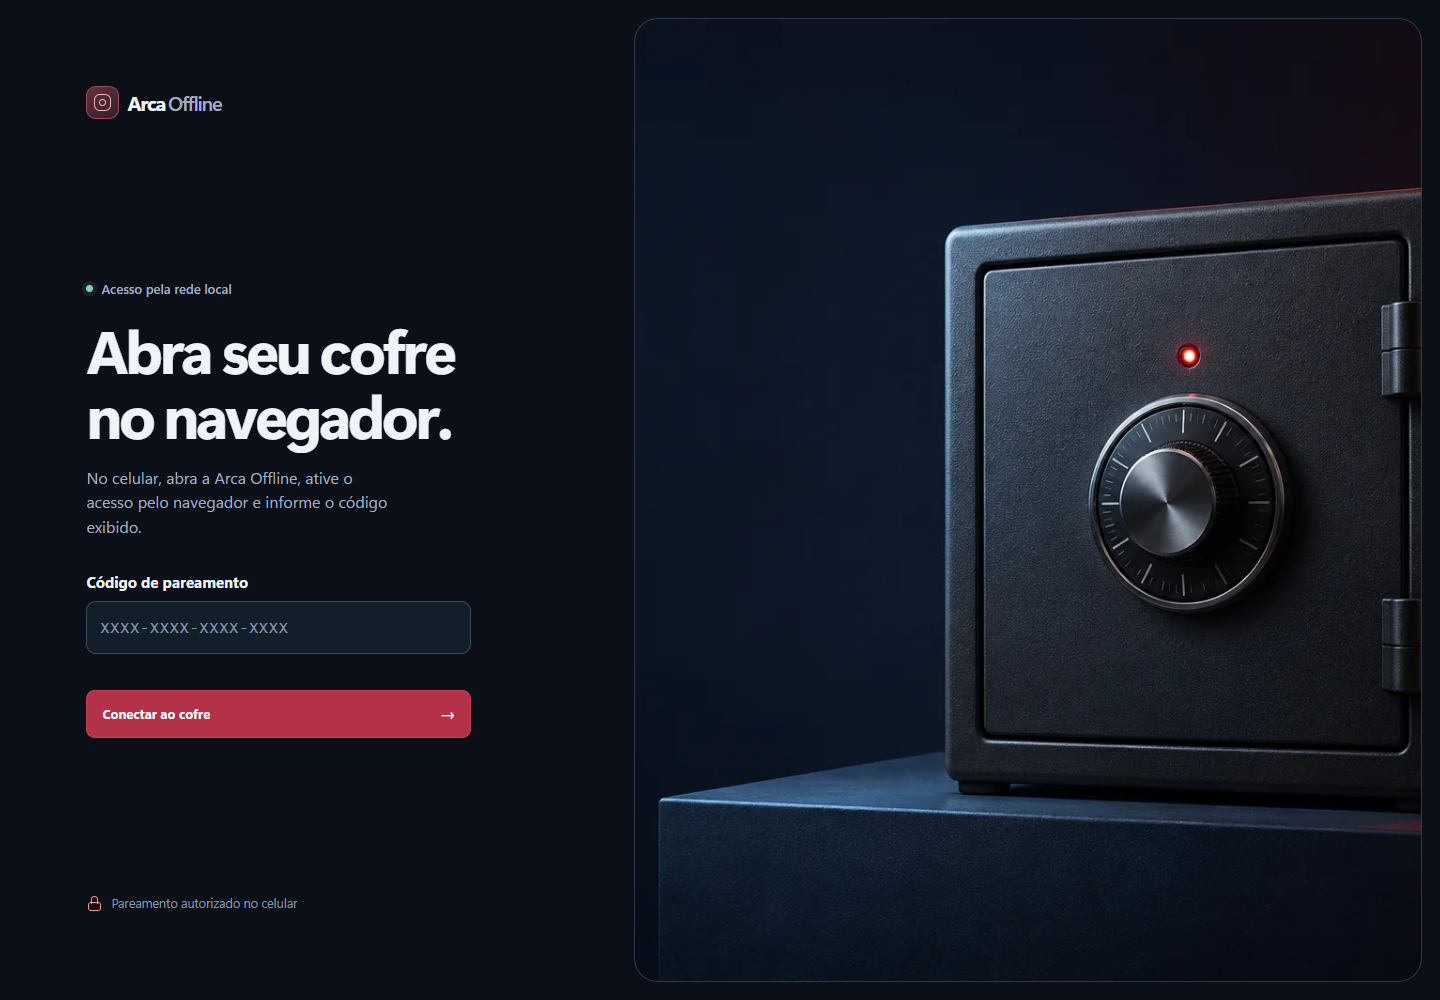 Arca Offline
Acesso pela rede local
Abra seu cofre
no navegador.
No celular, abra a Arca Offline, ative o
acesso pelo navegador e informe o código
exibido.
Código de pareamento
XXXX-XXXX-XXXX-XXXX
Conectar ao cofre →
Pareamento autorizado no celular